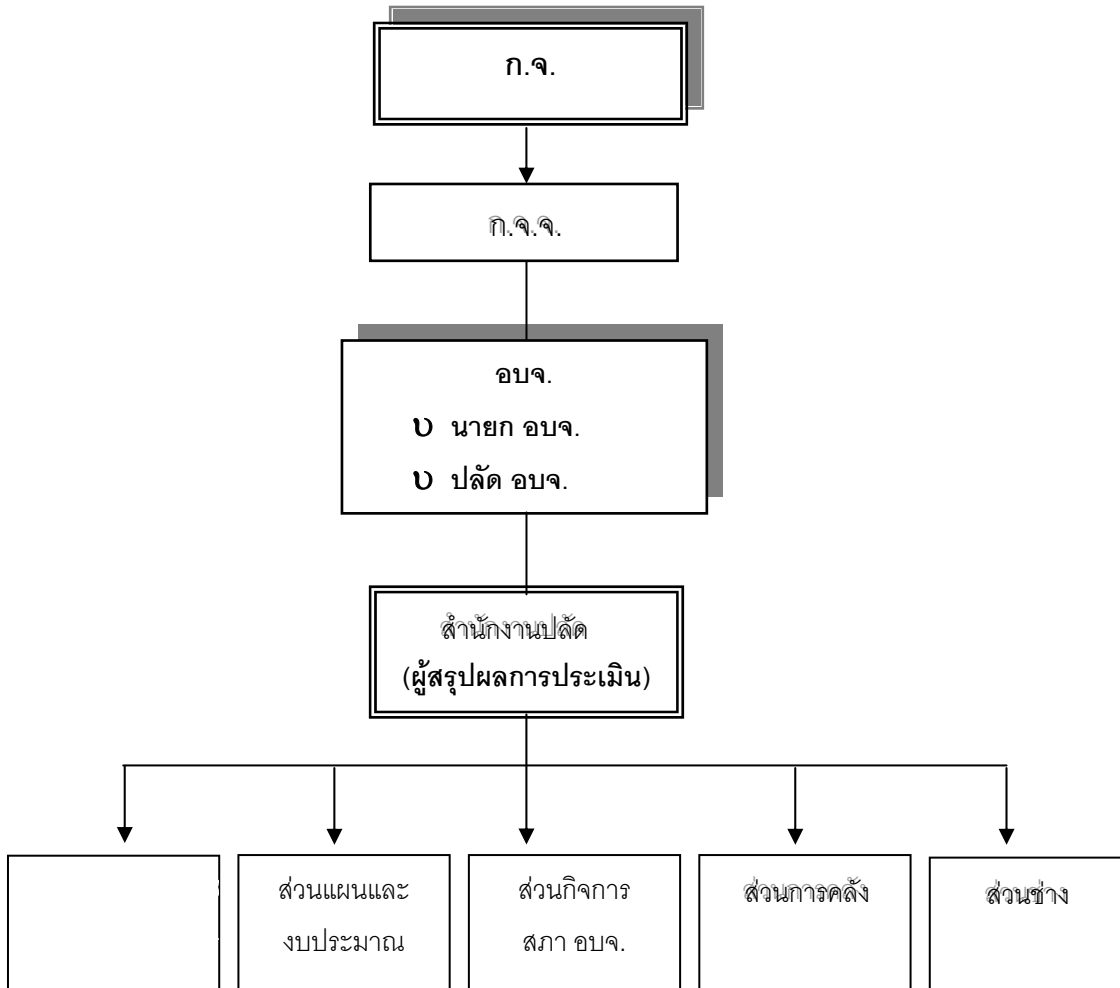 ก.จ.
ก.จ.จ.
อบจ.
υ นายก อบจ.
υ ปลัด อบจ.
สำนักงานปลัด
(ผู้สรุปผลการประเมิน)
ส่วนแผนและ
งบประมาณ
ส่วนกิจการ
สภา อบจ.
ส่วนการคลัง
ส่วนช่าง